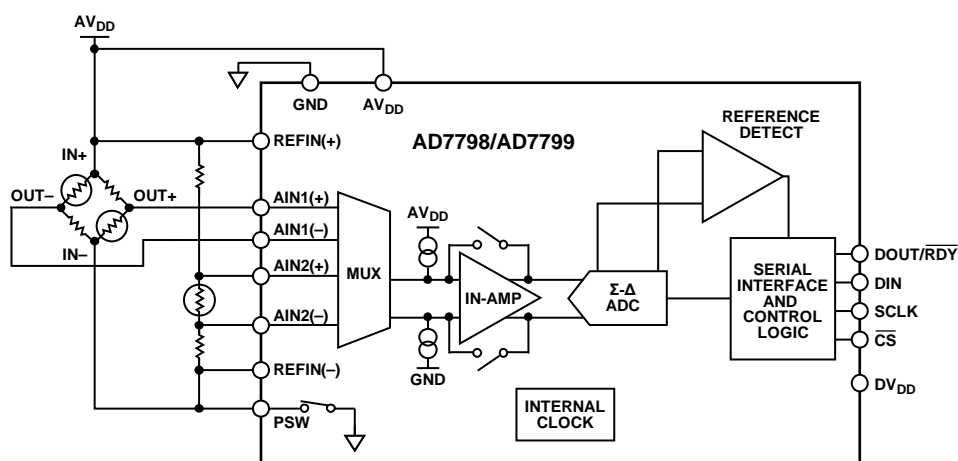 AVDD
GND
AVDD
REFERENCE
DETECT
AD7798/AD7799
REFIN(+)
IN+
OUT–
OUT+
AIN1(+)
AIN1(–)
IN–
AIN2(+)
AIN2(–)
REFIN(–)
PSW
MUX
AVDD
GND
IN-AMP
Σ-Δ
ADC
SERIAL
INTERFACE
AND
CONTROL
LOGIC
DOUT/RDY
DIN
SCLK
CS
DVDD
INTERNAL
CLOCK